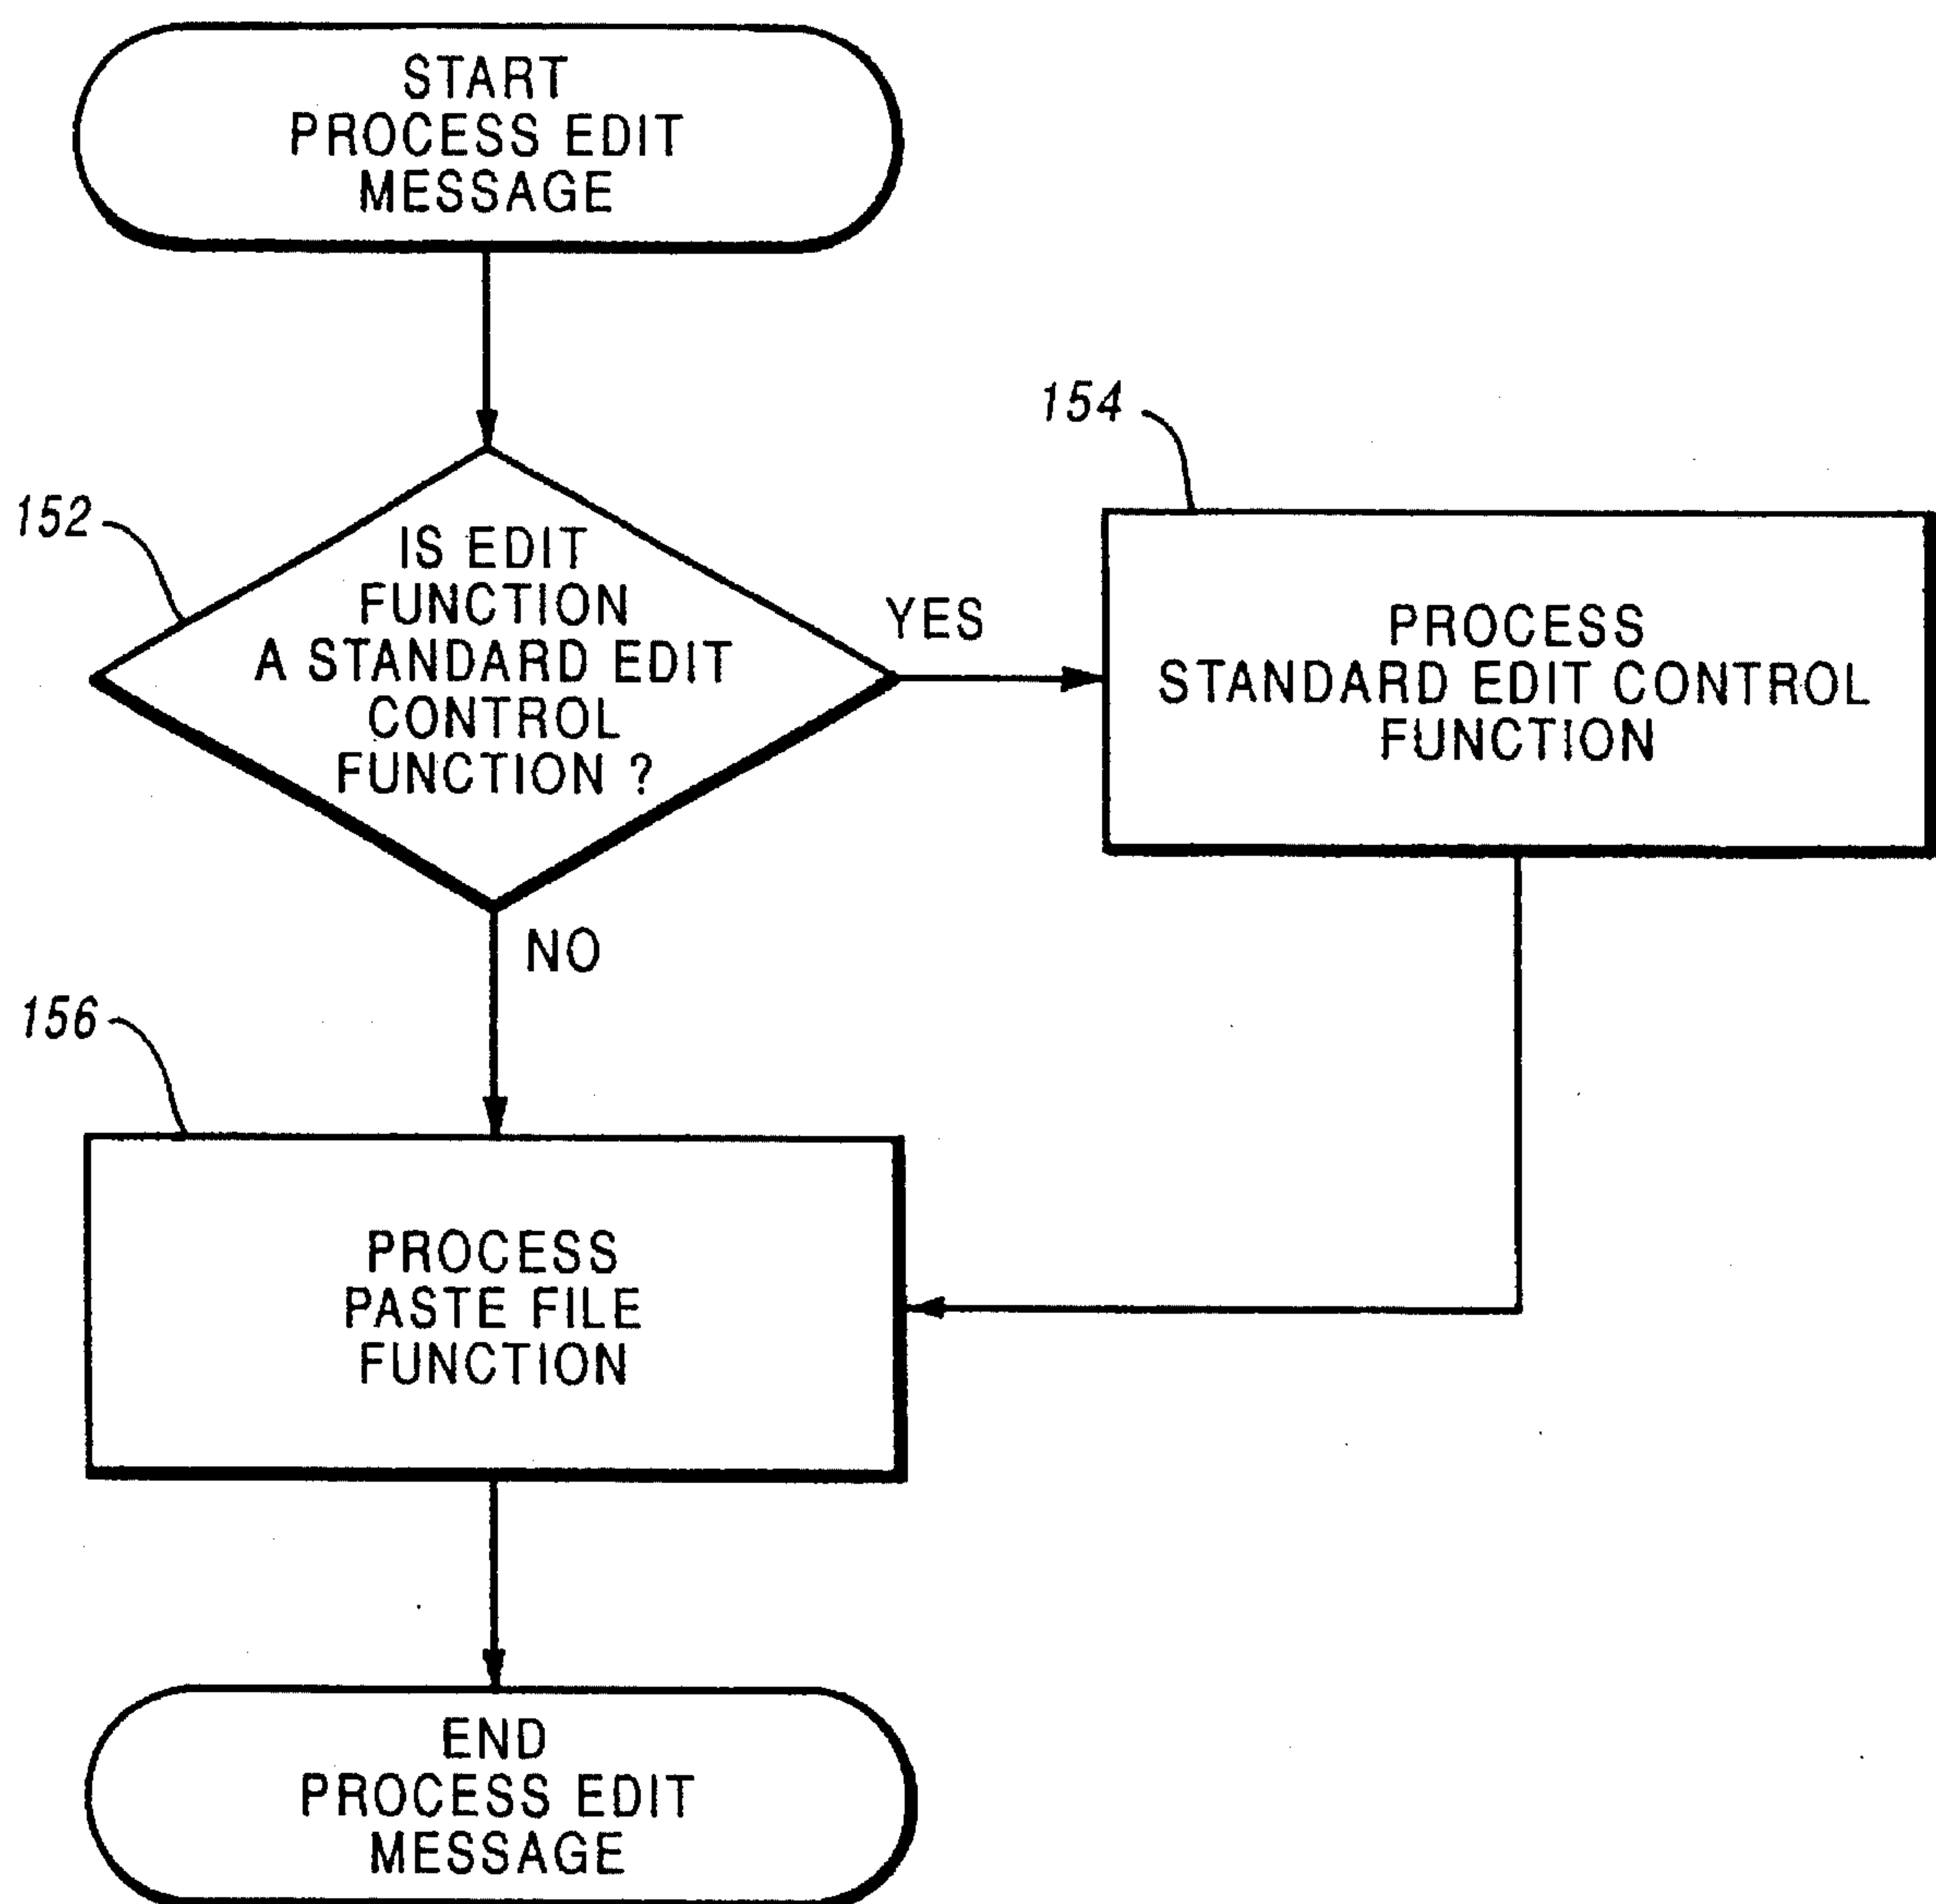 START
PROCESS EDIT
MESSAGE
154
152
IS EDIT
FUNCTION
A STANDARD EDIT
CONTROL
FUNCTION ?
YES
PROCESS
STANDARD EDIT CONTROL
FUNCTION
NO
156
PROCESS
PASTE FILE
FUNCTION
END
PROCESS EDIT
MESSAGE